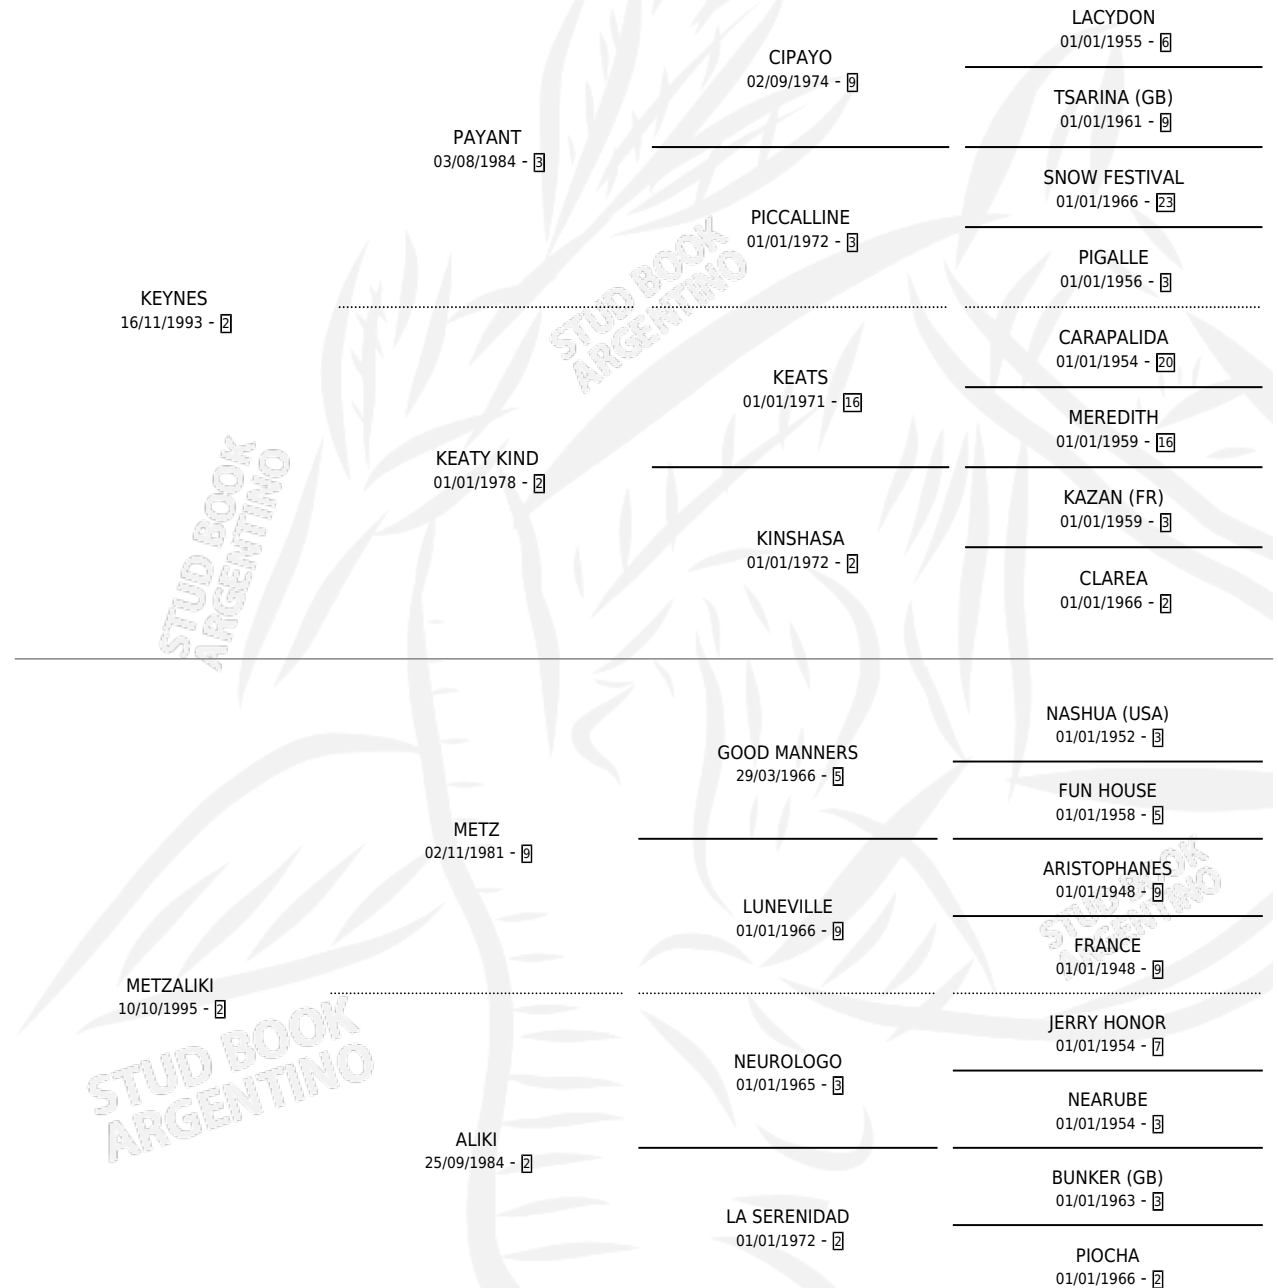 LACYDON
01/01/1955 - 6
CIPAYO
02/09/1974 - 9
TSARINA (GB)
01/01/1961 - 9
PAYANT
03/08/1984 - 3
SNOW FESTIVAL
01/01/1966 - 23
PICCALLINE
01/01/1972 - 3
PIGALLE
01/01/1956 - 3
KEYNES
16/11/1993 - 2
STUD BOOK
ARGENTINO
CARAPALIDA
01/01/1954 - 20
KEATS
01/01/1971 - 16
MEREDITH
01/01/1959 - 16
KEATY KIND
01/01/1978 - 2
KAZAN (FR)
01/01/1959 - 3
KINSHASA
01/01/1972 - 2
CLAREA
01/01/1966 - 2
STUD BOOK
ARGENTINO
NASHUA (USA)
01/01/1952 - 3
GOOD MANNERS
29/03/1966 - 5
FUN HOUSE
01/01/1958 - 5
METZ
02/11/1981 - 9
ARISTOPHANES
01/01/1948 - 9
LUNEVILLE
01/01/1966 - 9
STUD BOOK
ARGENTINO
FRANCE
01/01/1948 - 9
METZALIKI
10/10/1995 - 2
JERRY HONOR
01/01/1954 - 7
NEUROLOGO
01/01/1965 - 3
STUD BOOK
ARGENTINO
NEARUBE
01/01/1954 - 3
ALIKI
25/09/1984 - 2
BUNKER (GB)
01/01/1963 - 3
LA SERENIDAD
01/01/1972 - 2
PIOCHA
01/01/1966 - 2